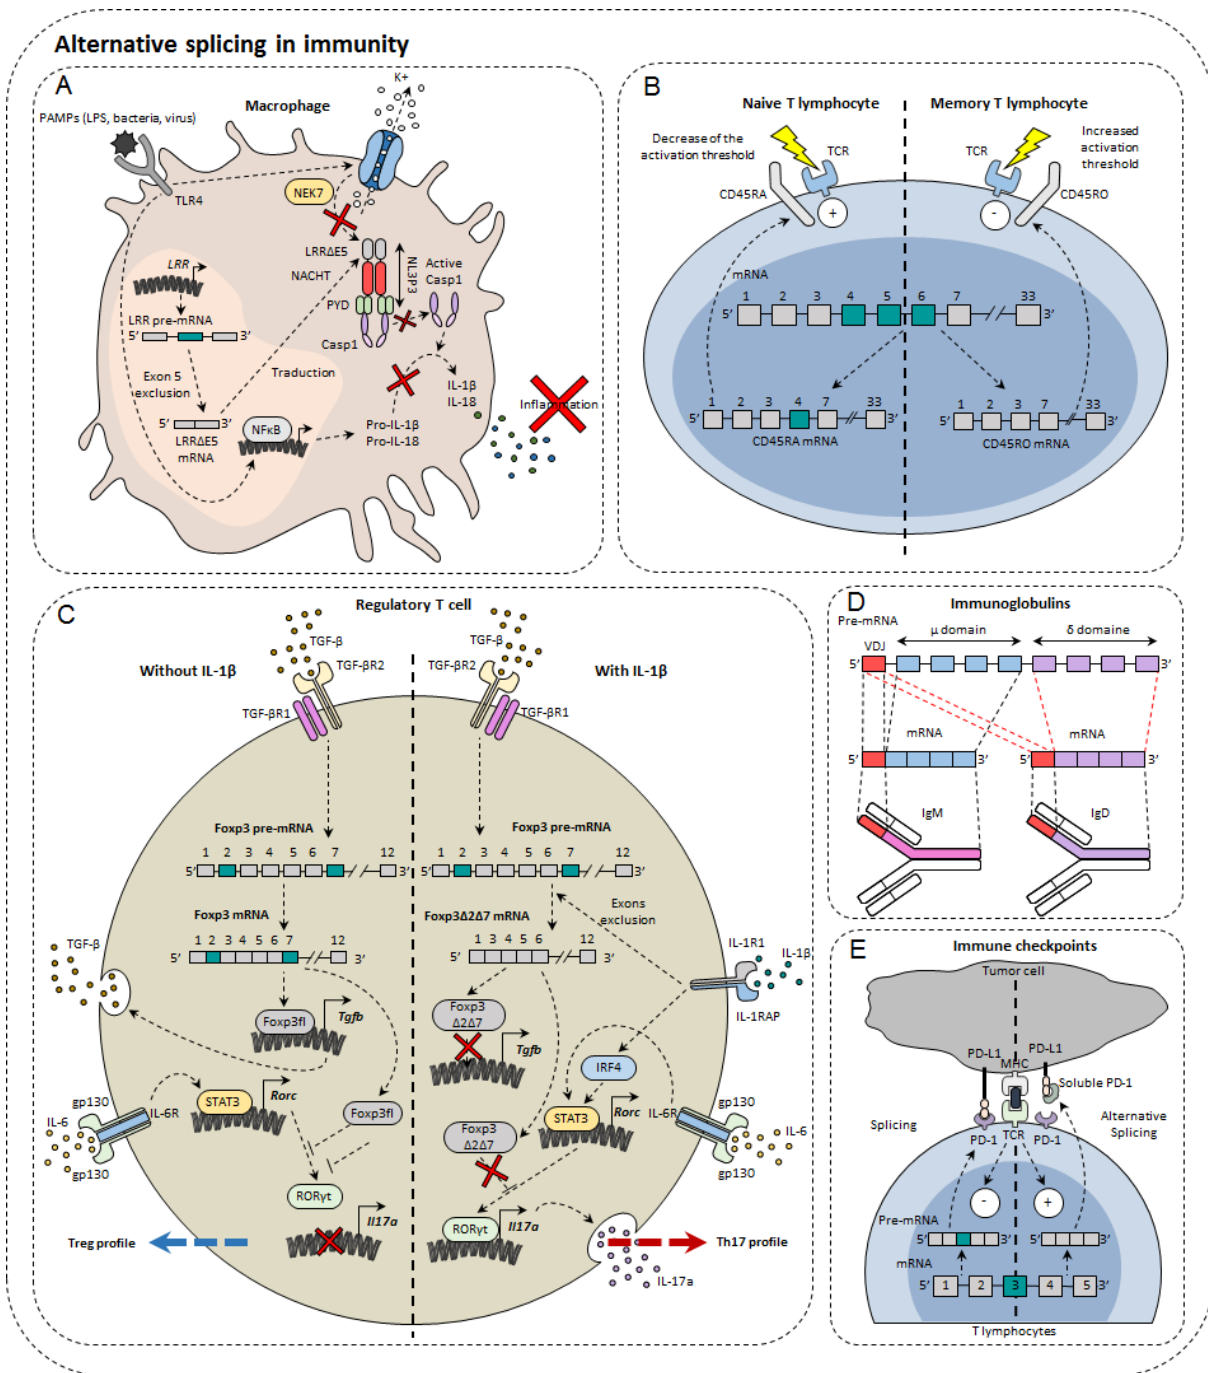 Alternative splicing in immunity
A
Macrophage
K+
PAMPs (LPS, bacteria, virus)
TLR4
NEK7
LRRΔE5
NACHT
PYD
Casp1
NL3P3
Active
Casp1
LRR
LRR pre-mRNA
5’
3’
Exon 5
exclusion
Traduction
5’
3’
LRRΔE5
mRNA
NFκB
Pro-IL-1β
Pro-IL-18
IL-1β
IL-18
Inflammation
B
Naive T lymphocyte
Memory T lymphocyte
Decrease of the
activation threshold
TCR
TCR
Increased
activation
threshold
CD45RA
CD45RO
+
-
mRNA
1 2 3 4 5 6 7 33
5’ 3’
1 2 3 4 7 33
5’ 3’
CD45RA mRNA
1 2 3 7 33
5’ 3’
CD45RO mRNA
C
Regulatory T cell
TGF-β
TGF-β
TGF-βR2
TGF-βR2
Without IL-1β
With IL-1β
TGF-βR1
TGF-βR1
Foxp3 pre-mRNA
Foxp3 pre-mRNA
1 2 3 4 5 6 7 12
5’ 3’
1 2 3 4 5 6 7 12
5’ 3’
Foxp3 mRNA
Foxp3Δ2Δ7 mRNA
Exons
exclusion
1 2 3 4 5 6 7 12
5’ 3’
1 3 4 5 6 12
5’ 3’
TGF-β
IL-1R1
IL-1β
IL-1RAP
Foxp3fl
Tgfb
Foxp3
Δ2Δ7
Tgfb
IRF4
gp130
IL-6
IL-6R
gp130
STAT3
Rorc
Foxp3fl
Foxp3
Δ2Δ7
STAT3
Rorc
IL-6R
gp130
IL-6
gp130
RORγt
Il17a
RORγt
Il17a
Treg profile
Th17 profile
IL-17a
D
Immunoglobulins
Pre-mRNA
VDJ
μ domain
δ domaine
5’ 3’
mRNA
mRNA
5’ 3’
5’ 3’
IgM
IgD
E
Immune checkpoints
Tumor cell
PD-L1
MHC
PD-L1
Soluble PD-1
Splicing
Alternative
Splicing
PD-1
TCR
PD-1
-
+
Pre-mRNA
5’ 3’
5’ 3’
mRNA
5’ 1 2 3 4 5 3’
T lymphocytes